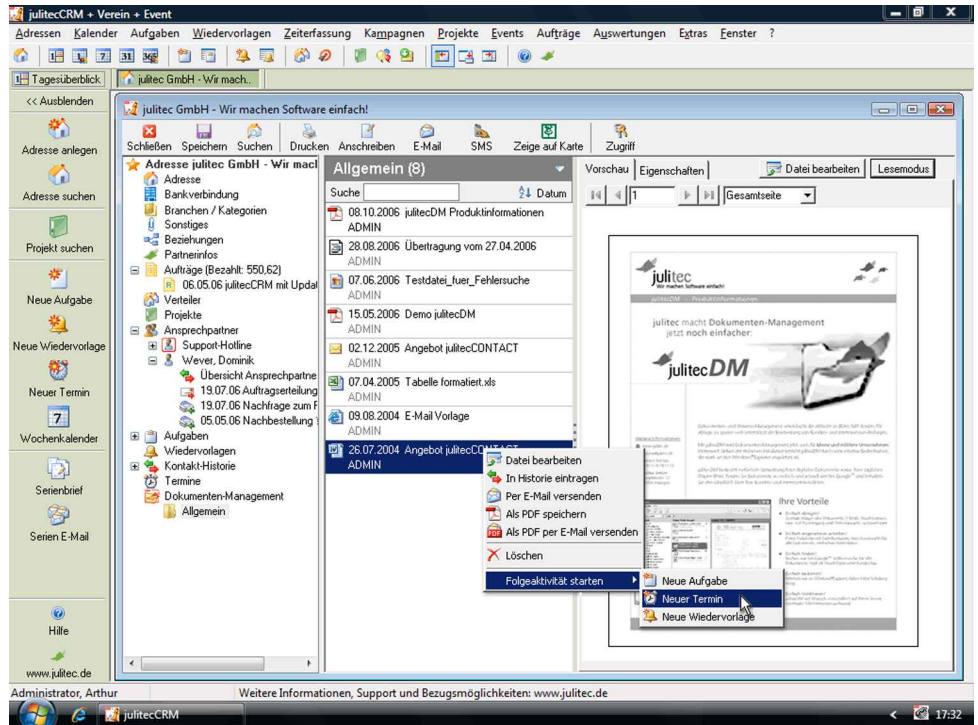 julitecCRM + Verein + Event
Adressen Kalender Aufgaben Wiedervorlagen Zeiterfassung Kampagnen Projekte Events Aufträge Auswertungen Extras Fenster ?
1 7 31 365
Tagesüberblick julitec GmbH - Wir mach..
<< Ausblenden
Adresse anlegen
Adresse suchen
Projekt suchen
Neue Aufgabe
Neue Wiedervorlage
Neuer Termin
7
Wochenkalender
Serienbrief
Serien E-Mail
Hilfe
www.julitec.de
julitec GmbH - Wir machen Software einfach!
Schließen Speichern Suchen Drucken Anschreiben E-Mail SMS Zeige auf Karte Zugriff
Adresse julitec GmbH - Wir macl
Adresse
Bankverbindung
Branchen / Kategorien
Sonstiges
Beziehungen
Partnerinfos
Aufträge (Bezahlt: 550,62)
06.05.06 julitecCRM mit Updat
Verteiler
Projekte
Ansprechpartner
Support-Hotline
Wever, Dominik
Übersicht Ansprechpartne
19.07.06 Auftragserteilung
19.07.06 Nachfrage zum F
05.05.06 Nachbestellung
Aufgaben
Wiedervorlagen
Kontakt-Historie
Termine
Dokumenten-Management
Allgemein
Allgemein (8)
Suche Datum
08.10.2006 julitecDM Produktinformationen
ADMIN
28.08.2006 Übertragung vom 27.04.2006
ADMIN
07.06.2006 Testdatei_fuer_Fehlersuche
ADMIN
15.05.2006 Demo julitecDM
ADMIN
02.12.2005 Angebot julitecCONTACT
ADMIN
07.04.2005 Tabelle formatiert.xls
ADMIN
09.08.2004 E-Mail Vorlage
ADMIN
26.07.2004 Angebot julitecCONTACT
ADMIN
Datei bearbeiten
In Historie eintragen
Per E-Mail versenden
Als PDF speichern
Als PDF per E-Mail versenden
Löschen
Folgeaktivität starten
Neue Aufgabe
Neuer Termin
Neue Wiedervorlage
Vorschau Eigenschaften Datei bearbeiten Lesemodus
1 Gesamtseite
julitec
Wir machen Software einfach!
julitecDM - Produktinformationen
julitec macht Dokumenten-Management
jetzt noch einfacher:
julitecDM
Ihre Vorteile
Administrator, Arthur Weitere Informationen, Support und Bezugsmöglichkeiten: www.julitec.de
julitecCRM 17:32